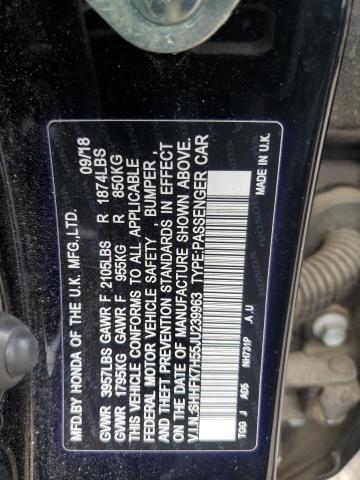 MFD.BY HONDA OF THE U.K. MFG.,LTD. 09/18
GVWR 3957LBS GAWR F 2105LBS R 1874LBS
GVWR 1795KG GAWR F 955KG R 850KG
THIS VEHICLE CONFORMS TO ALL APPLICABLE
FEDERAL MOTOR VEHICLE SAFETY, BUMPER,
AND THEFT PREVENTION STANDARDS IN EFFECT
ON THE DATE OF MANUFACTURE SHOWN ABOVE.
V.I.N.:SHHFK7H55JU239963 TYPE:PASSENGER CAR
TGG J AD5 NH731P A.U MADE IN U.K.